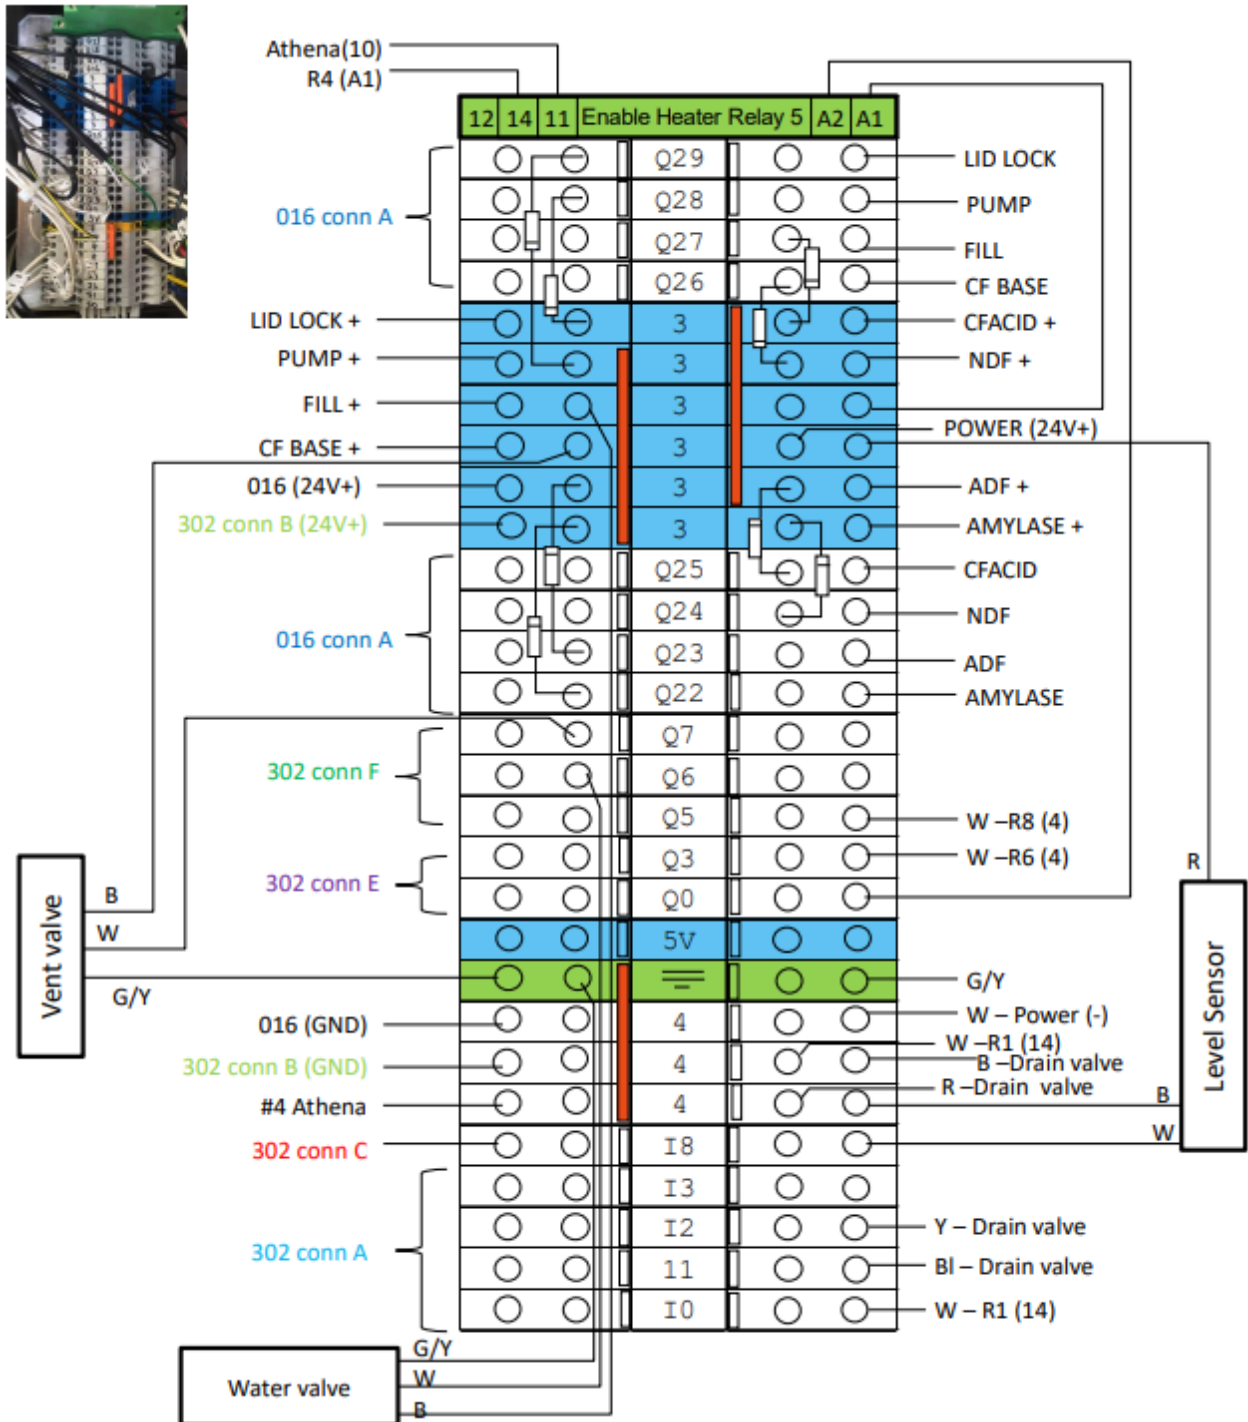 Athena(10)
R4 (A1)
12 14 11 Enable Heater Relay 5 A2 A1
Q29 LID LOCK
016 conn A Q28 PUMP
Q27 FILL
Q26 CF BASE
LID LOCK + 3 CFACID +
PUMP + 3 NDF +
FILL + 3
CF BASE + 3 POWER (24V+)
016 (24V+) 3 ADF +
302 conn B (24V+) 3 AMYLASE +
Q25 CFACID
016 conn A Q24 NDF
Q23 ADF
Q22 AMYLASE
Q7
302 conn F Q6
Q5 W –R8 (4)
Q3 W –R6 (4)
302 conn E Q0
5V
G/Y
016 (GND) 4 W – Power (-)
W –R1 (14)
302 conn B (GND) 4 B –Drain valve
R –Drain valve
#4 Athena 4
302 conn C I8
I3
302 conn A I2 Y – Drain valve
11 Bl – Drain valve
I0 W – R1 (14)
Vent valve
B
W
G/Y
Level Sensor
R
B
W
Water valve
G/Y
W
B